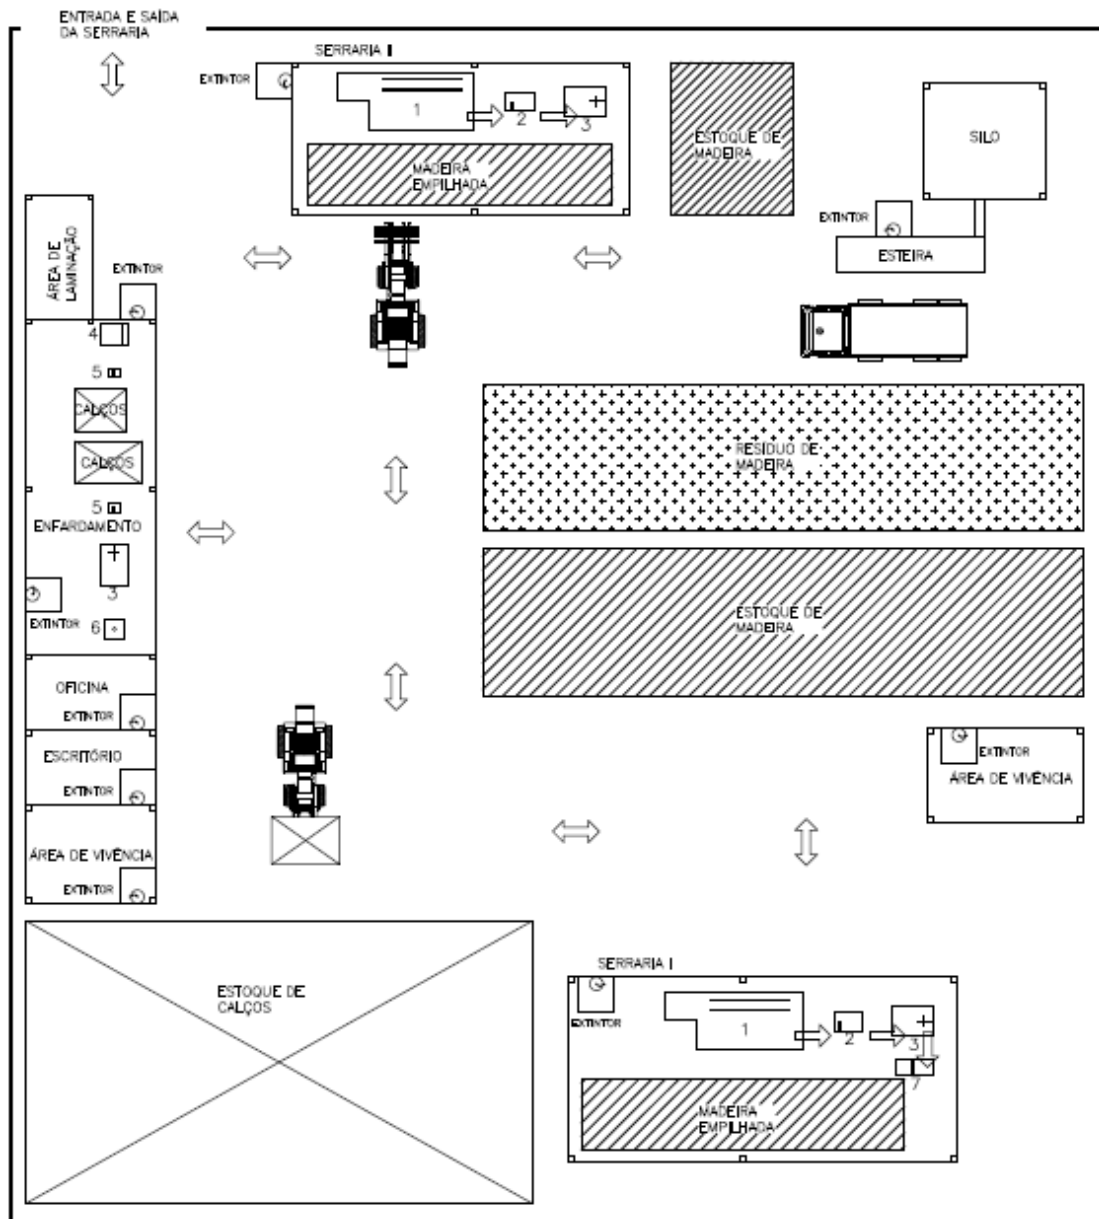 ENTRADA E SAÍDA
DA SERRARIA
SERRARIA II
EXTINTOR
1
2
3
MADEIRA
EMPILHADA
ESTOQUE DE
MADEIRA
SILO
EXTINTOR
ESTEIRA
ÁREA DE
LAMINAÇÃO
EXTINTOR
4
5
CALÇOS
CALÇOS
5
ENFARDAMENTO
3
EXTINTOR
6
RESÍDUO DE
MADEIRA
ESTOQUE DE
MADEIRA
OFICINA
EXTINTOR
ESCRITÓRIO
EXTINTOR
ÁREA DE VIVÊNCIA
EXTINTOR
EXTINTOR
ÁREA DE VIVÊNCIA
ESTOQUE DE
CALÇOS
SERRARIA I
EXTINTOR
1
2
3
7
MADEIRA
EMPILHADA